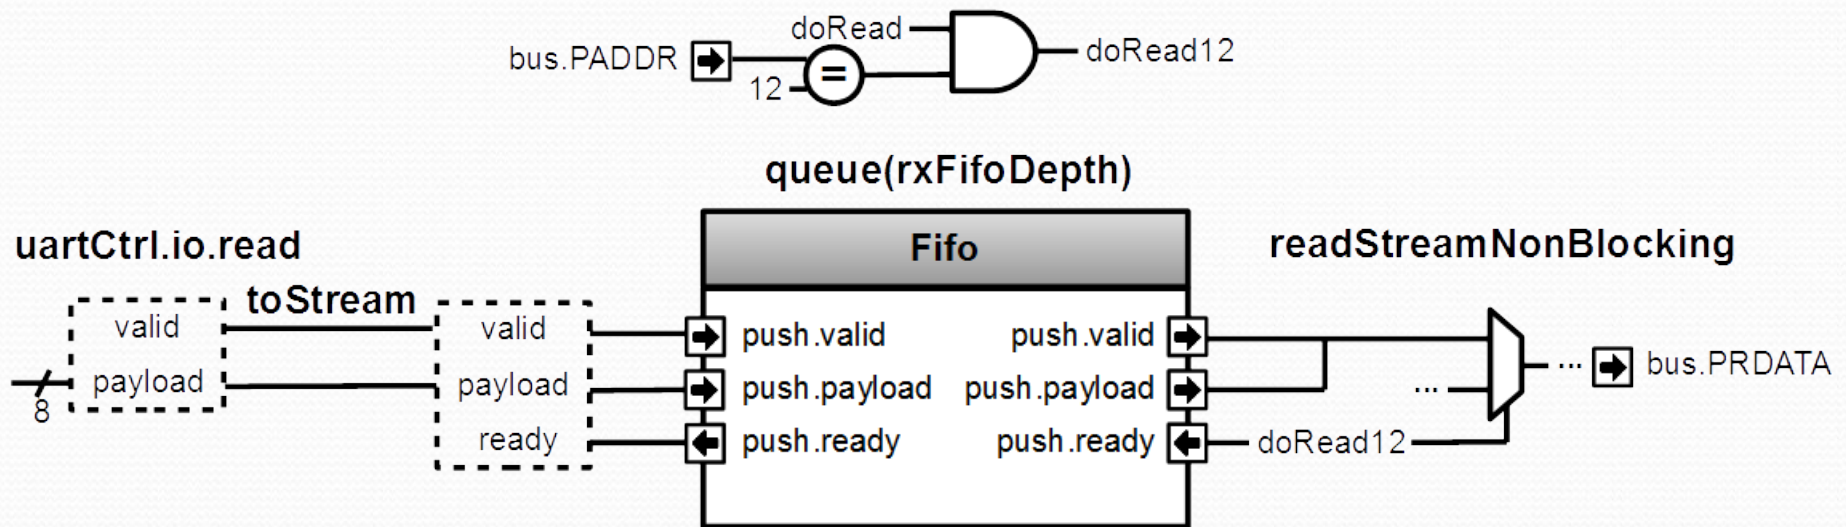 doRead
bus.PADDR
=
12
doRead12
queue(rxFifoDepth)
uartCtrl.io.read
toStream
Fifo
readStreamNonBlocking
valid
payload
8
valid
payload
ready
push.valid
push.payload
push.ready
push.valid
push.payload
push.ready
...
doRead12
...
bus.PRDATA